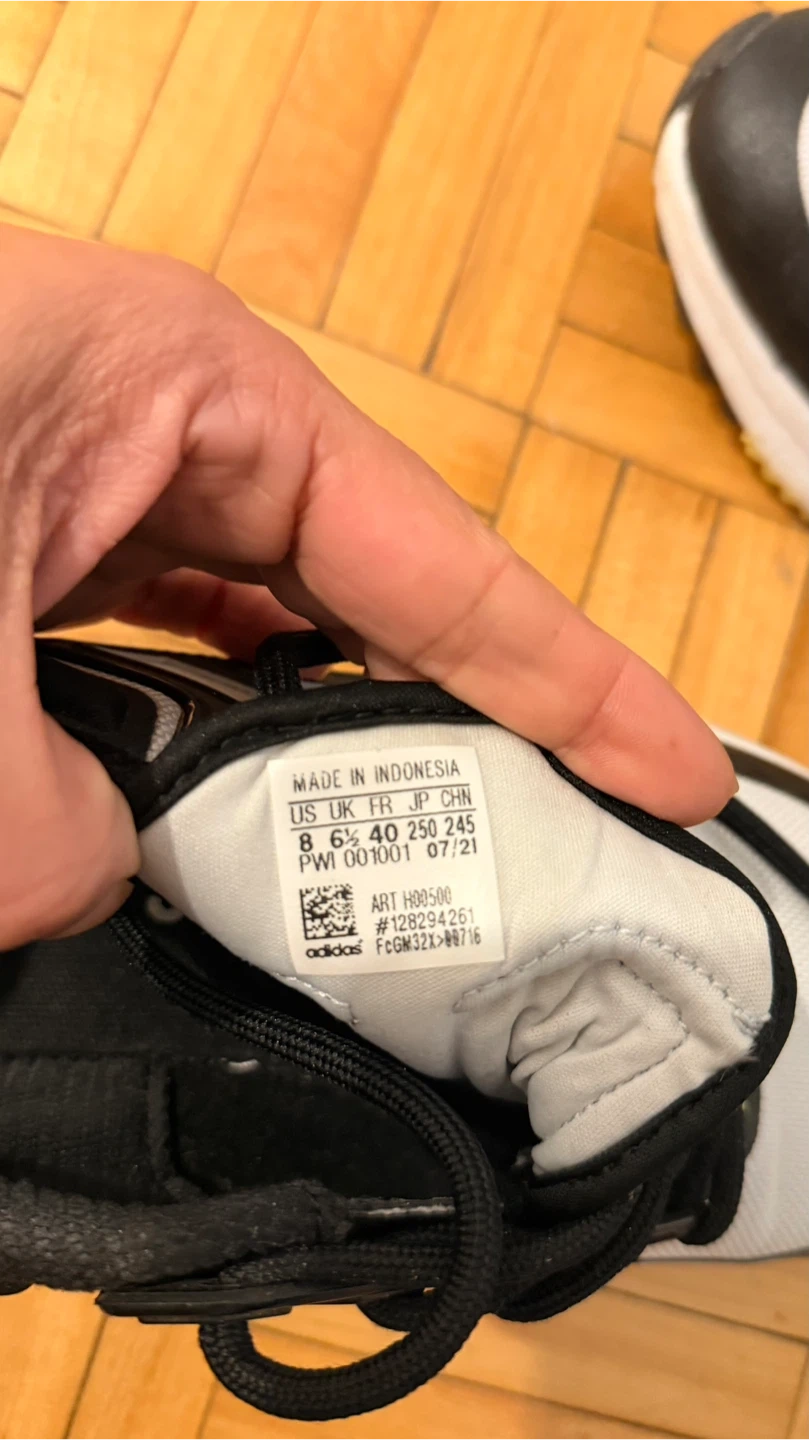 MADE IN INDONESIA
US UK FR JP CHN
8 6½ 40 250 245
PWI 001001 07/21
ART H00500
#128294261
adidas